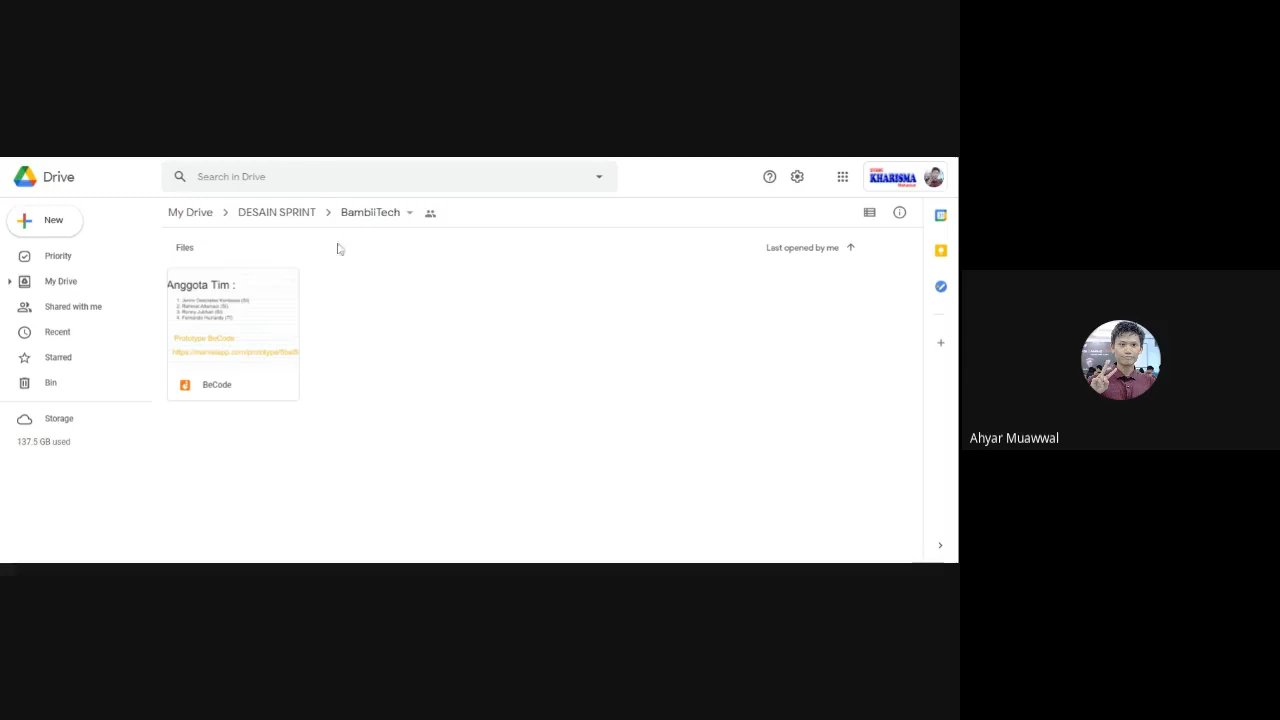 Drive
Search in Drive
KHARISMA
New
My Drive
DESAIN SPRINT
BambiiTech
Files
Last opened by me
Priority
My Drive
Shared with me
Recent
Starred
Bin
Storage
137.5 GB used
Anggota Tim :
Prototype BeCode
BeCode
Ahyar Muawwal